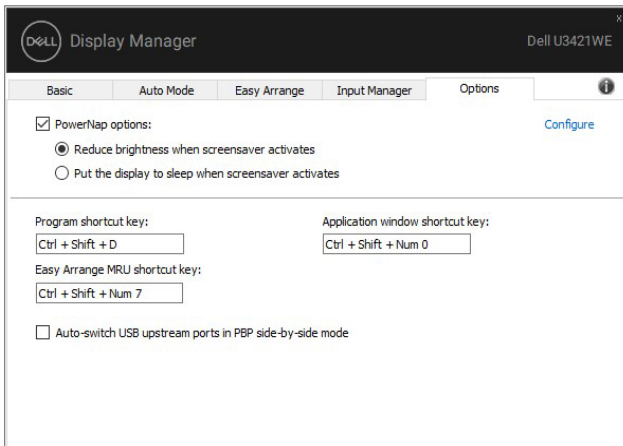 DELL Display Manager
x
Dell U3421WE
Basic Auto Mode Easy Arrange Input Manager Options
PowerNap options:
Configure
Reduce brightness when screensaver activates
Put the display to sleep when screensaver activates
Program shortcut key:
Application window shortcut key:
Ctrl + Shift + D
Ctrl + Shift + Num 0
Easy Arrange MRU shortcut key:
Ctrl + Shift + Num 7
Auto-switch USB upstream ports in PBP side-by-side mode